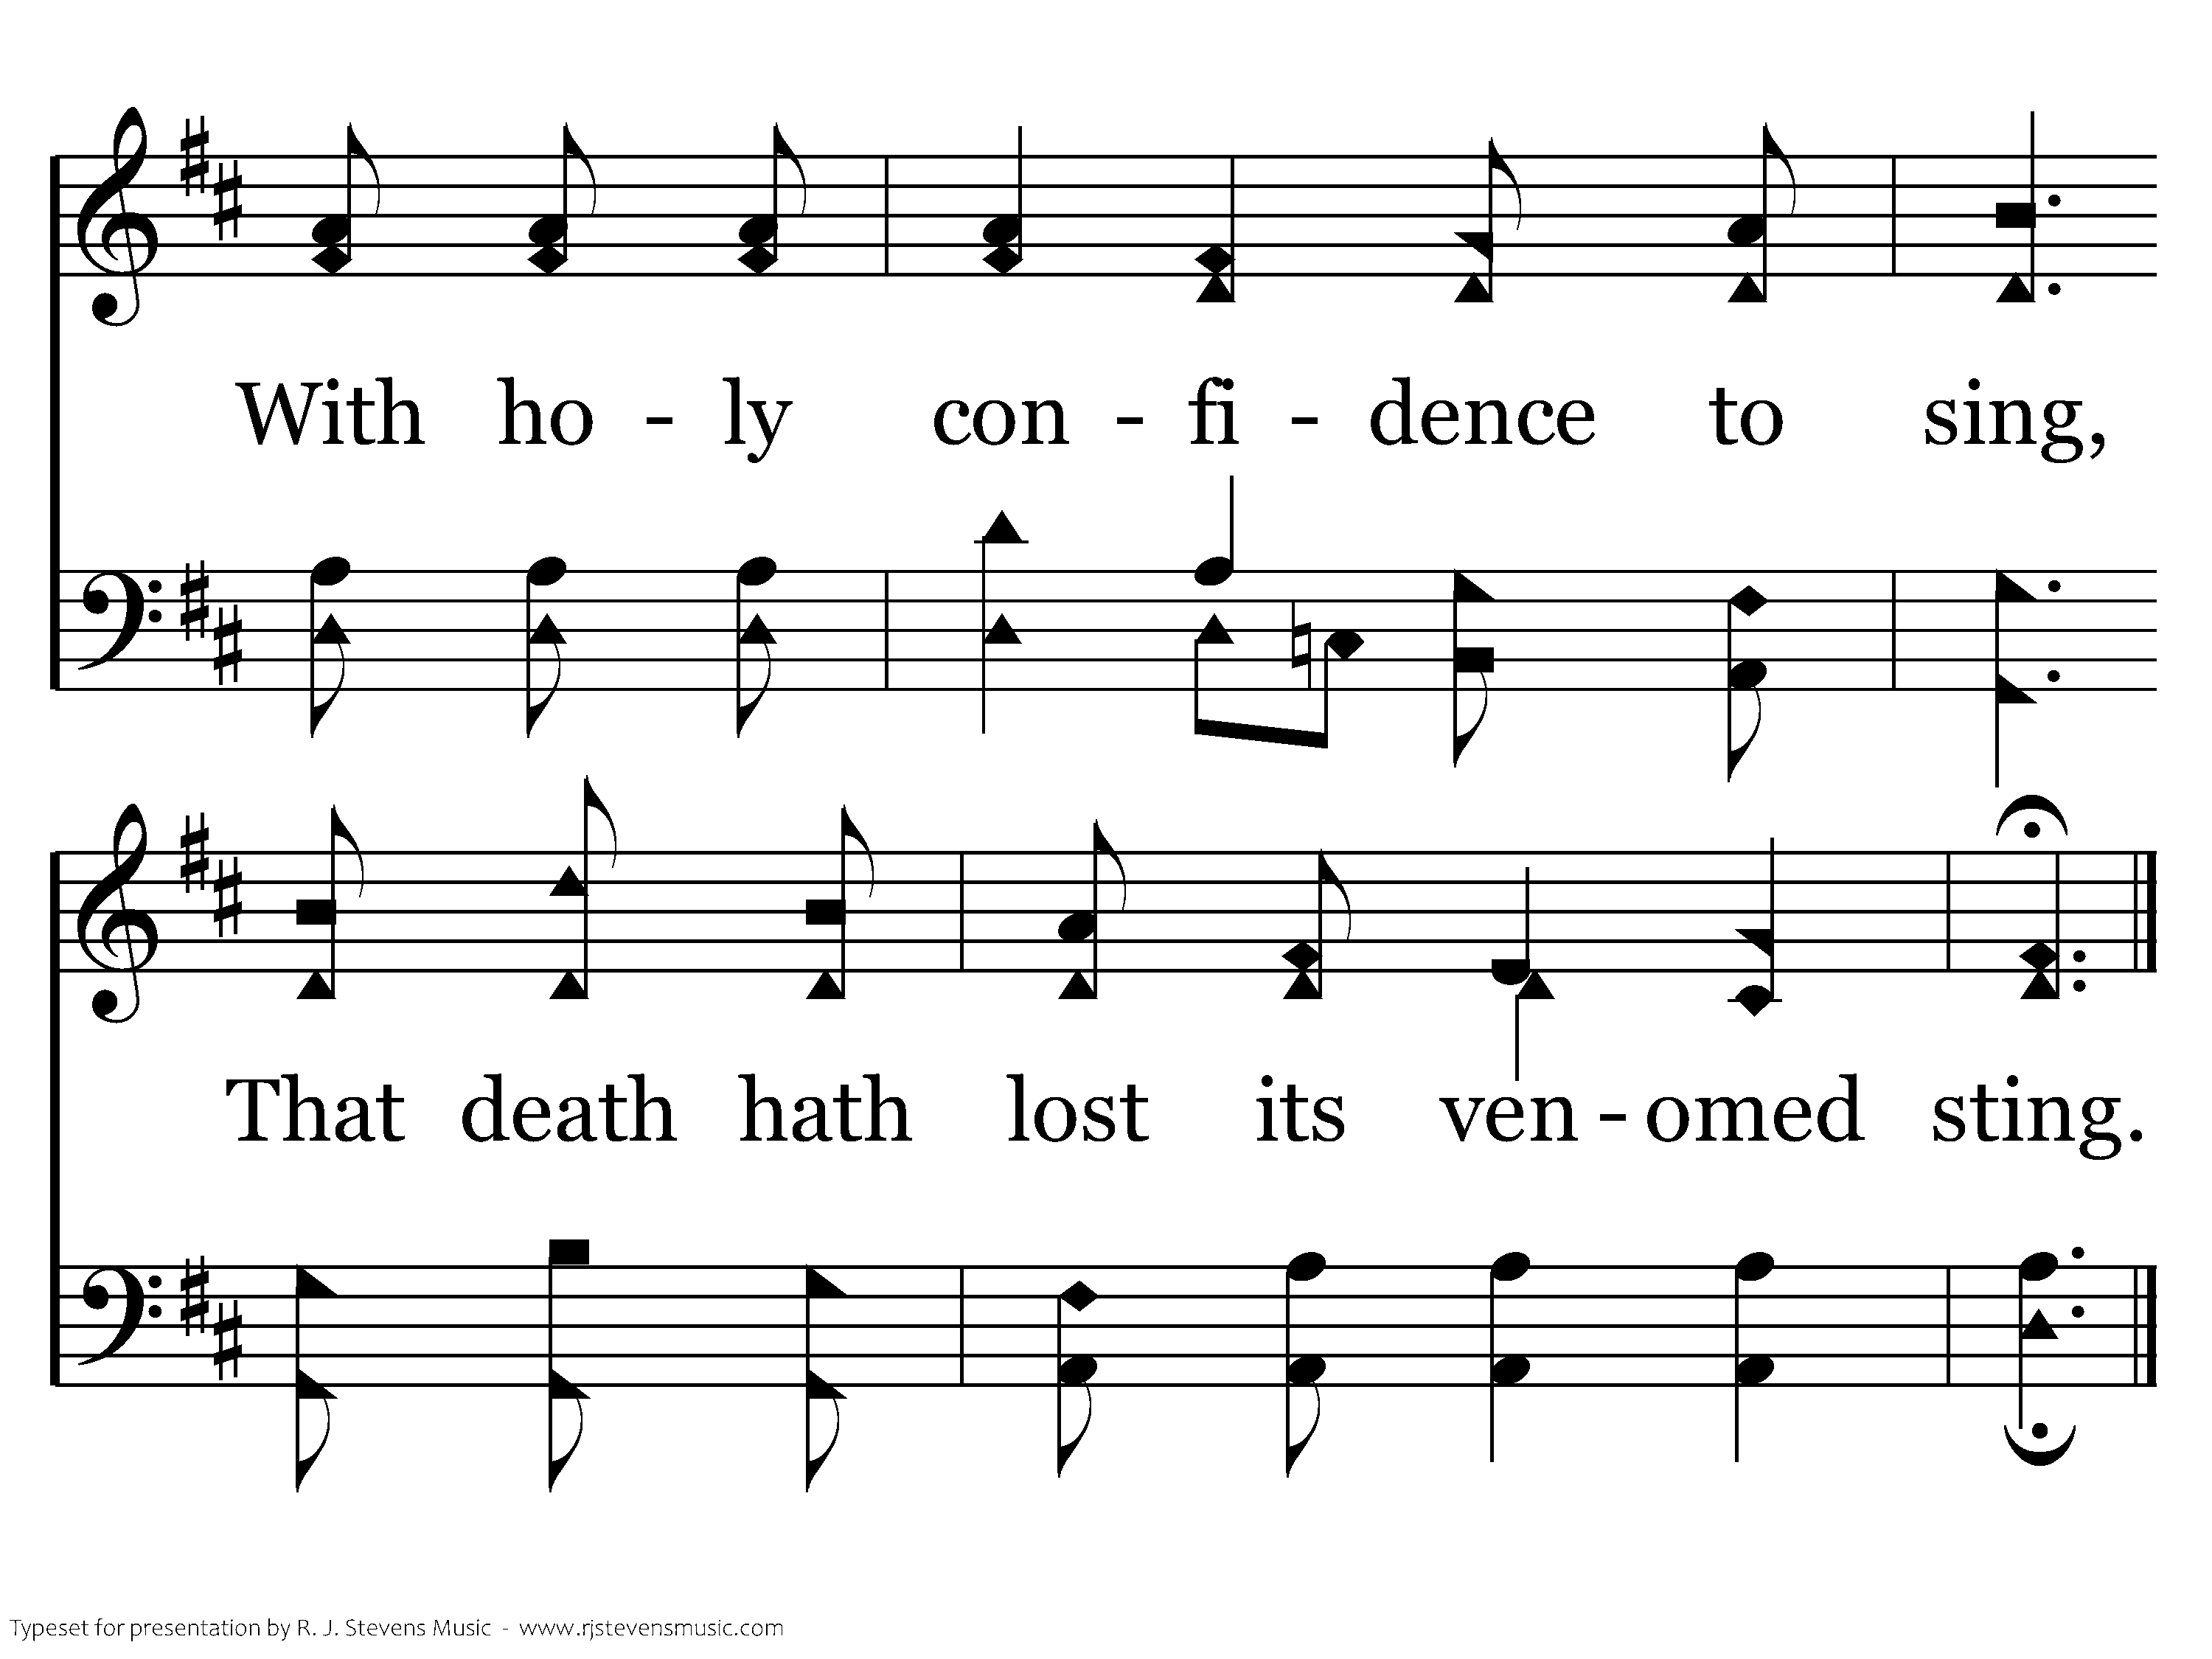 With ho - ly con - fi - dence to sing,
That death hath lost its ven - omed sting.
Typeset for presentation by R. J. Stevens Music - www.rjstevensmusic.com